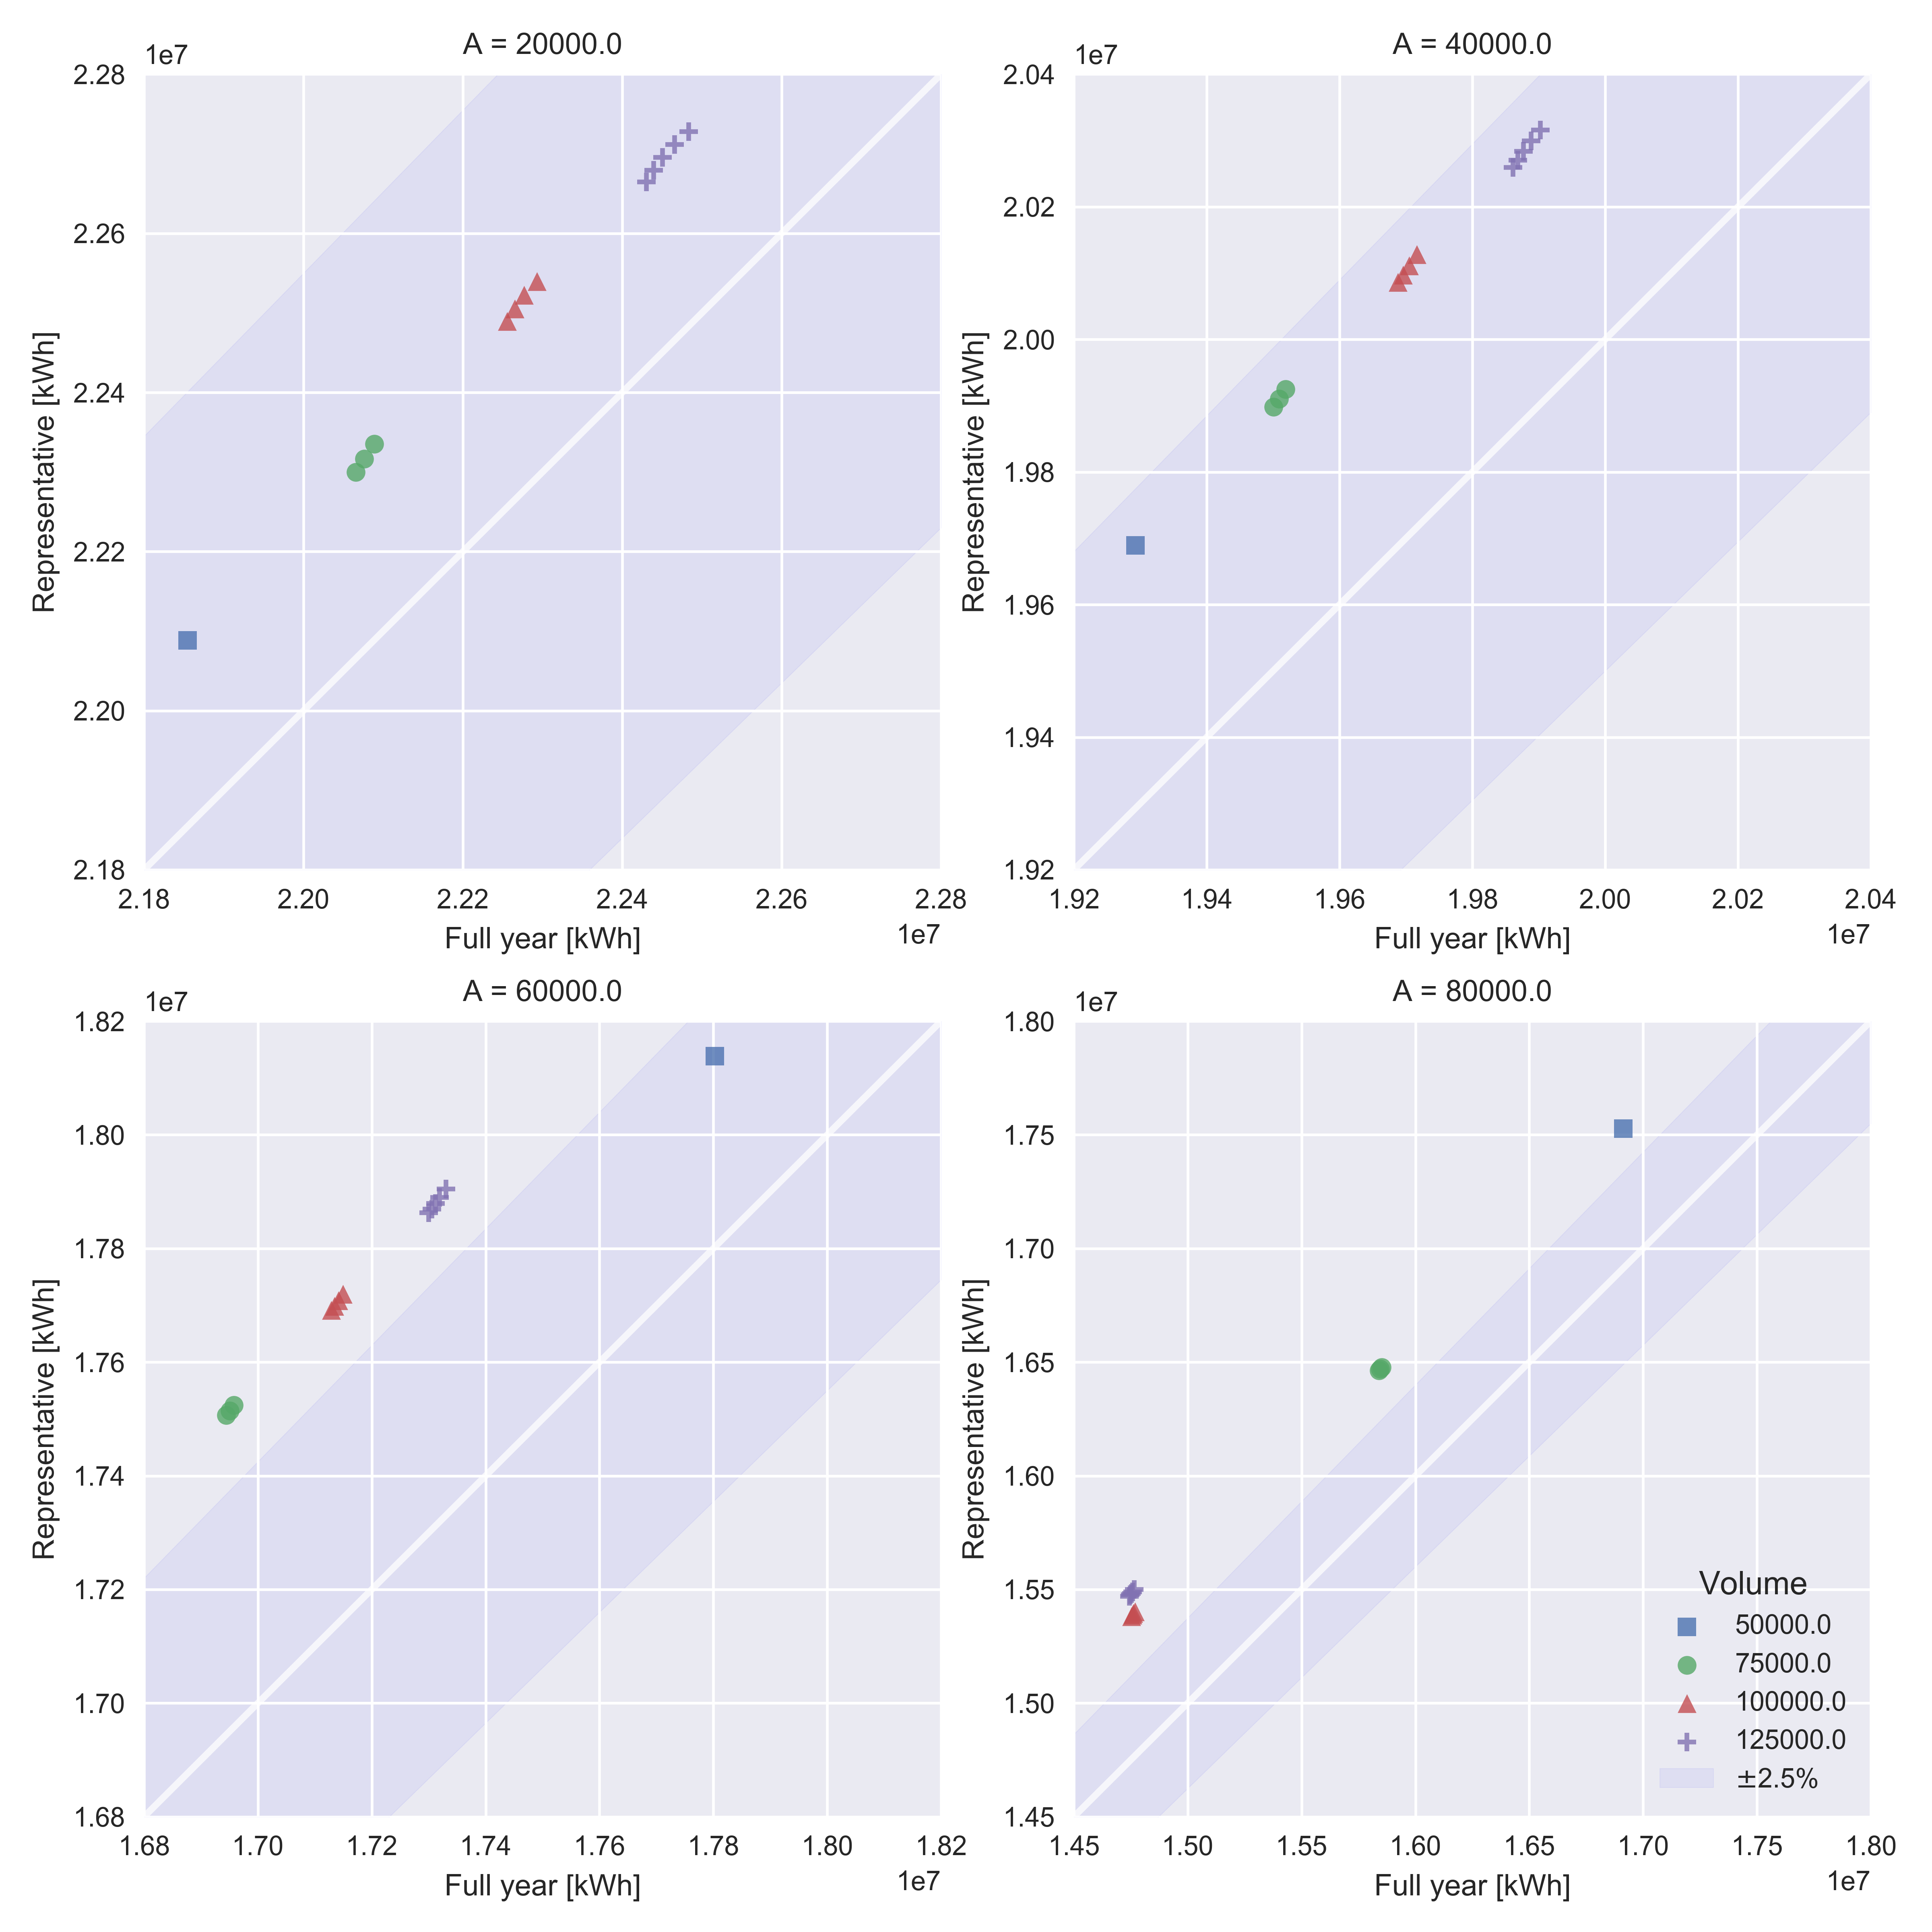 A = 20000.0
1e7
2.28
2.26
2.24
2.22
2.20
2.18
Representative [kWh]
2.18 2.20 2.22 2.24 2.26 2.28
1e7
Full year [kWh]
A = 40000.0
1e7
2.04
2.02
2.00
1.98
1.96
1.94
1.92
Representative [kWh]
1.92 1.94 1.96 1.98 2.00 2.02 2.04
1e7
Full year [kWh]
A = 60000.0
1e7
1.82
1.80
1.78
1.76
1.74
1.72
1.70
1.68
Representative [kWh]
1.68 1.70 1.72 1.74 1.76 1.78 1.80 1.82
1e7
Full year [kWh]
A = 80000.0
1e7
1.80
1.75
1.70
1.65
1.60
1.55
1.50
1.45
Representative [kWh]
Volume
50000.0
75000.0
100000.0
125000.0
±2.5%
1.45 1.50 1.55 1.60 1.65 1.70 1.75 1.80
1e7
Full year [kWh]